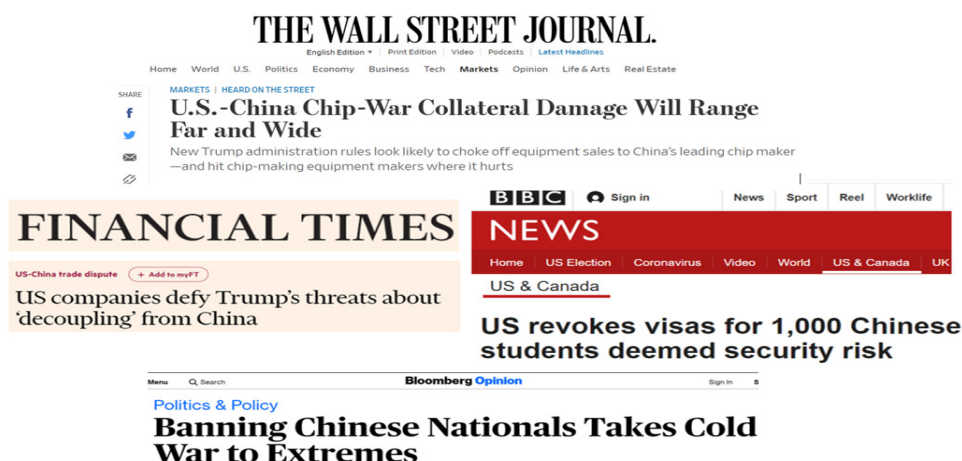 THE WALL STREET JOURNAL.
English Edition ▼ | Print Edition | Video | Podcasts | Latest Headlines
Home World U.S. Politics Economy Business Tech Markets Opinion Life & Arts Real Estate
SHARE
MARKETS | HEARD ON THE STREET
U.S.-China Chip-War Collateral Damage Will Range
Far and Wide
New Trump administration rules look likely to choke off equipment sales to China's leading chip maker
—and hit chip-making equipment makers where it hurts
FINANCIAL TIMES
US-China trade dispute + Add to myFT
US companies defy Trump's threats about
'decoupling' from China
BBC Sign in News Sport Reel Worklife
NEWS
Home US Election Coronavirus Video World US & Canada UK
US & Canada
US revokes visas for 1,000 Chinese
students deemed security risk
Menu Search Bloomberg Opinion Sign In S
Politics & Policy
Banning Chinese Nationals Takes Cold
War to Extremes